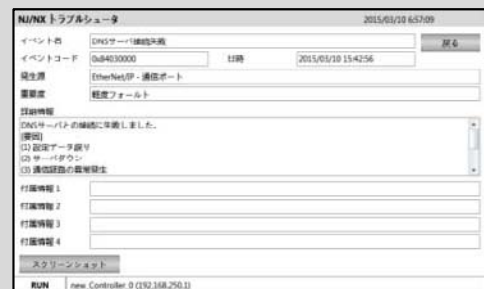 NJ/NX トラブルシュータ 2015/03/10 6:57:09
イベント名 DNSサーバ接続失敗 戻る
イベントコード 0x84030000 日時 2015/03/10 15:42:56
発生源 EtherNet/IP - 通信ポート
重要度 軽度フォールト
詳細情報
DNSサーバとの接続に失敗しました。
[要因]
(1) 設定データ誤り
(2) サーバダウン
(3) 通信経路の異常発生
付属情報 1
付属情報 2
付属情報 3
付属情報 4
スクリーンショット
RUN new_Controller_0 (192.168.250.1)